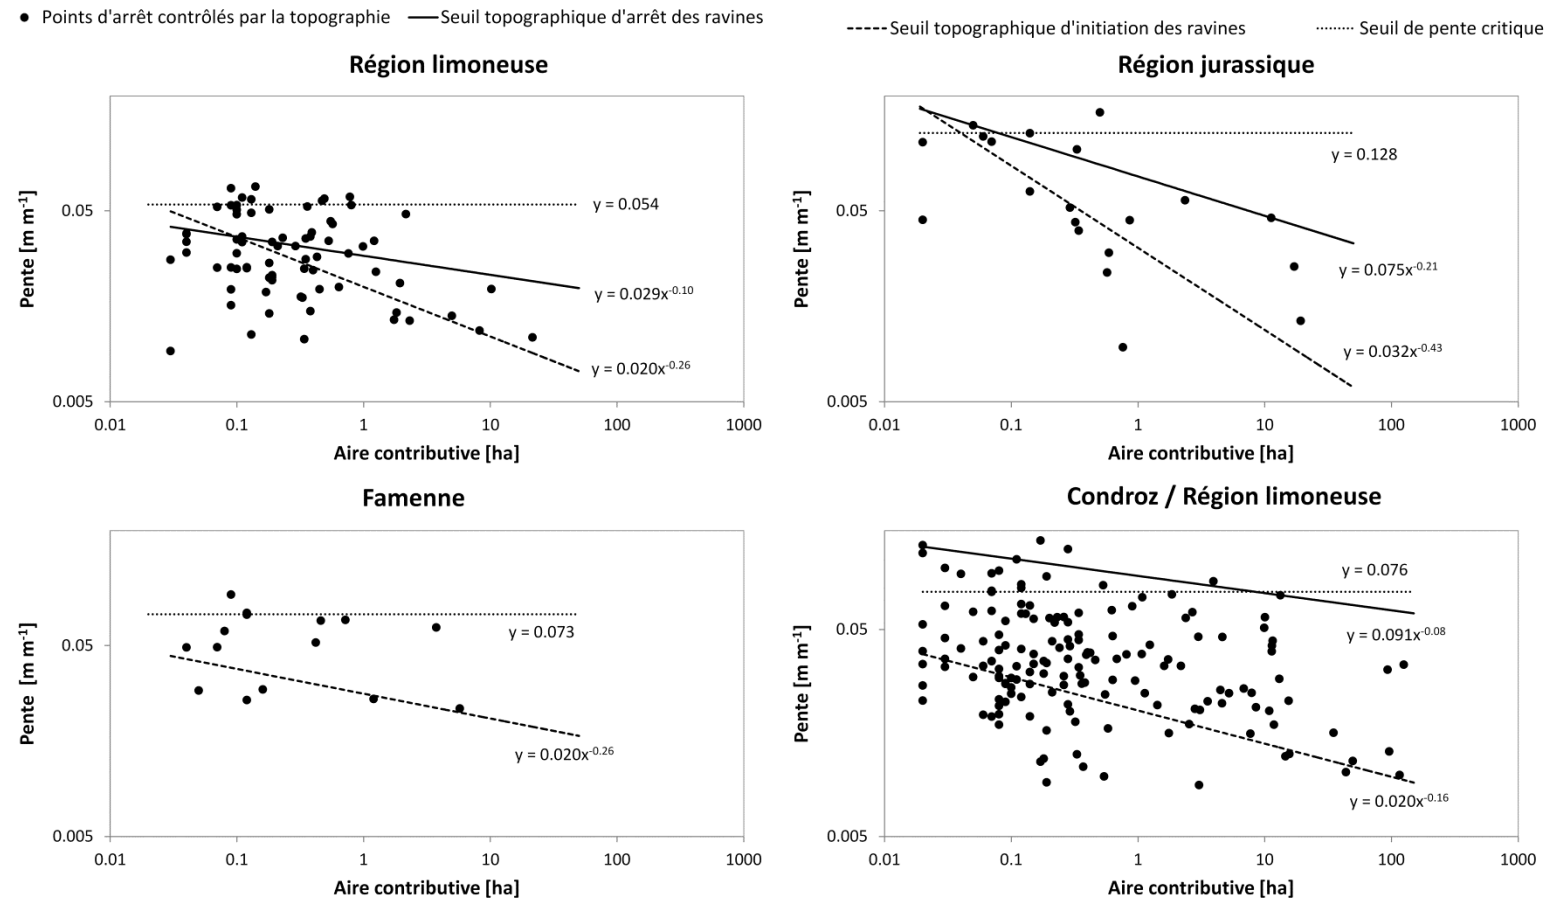 Points d'arrêt contrôlés par la topographie
Seuil topographique d'arrêt des ravines
Seuil topographique d'initiation des ravines
Seuil de pente critique
Région limoneuse
Pente [m m⁻¹]
0.05
0.005
y = 0.054
y = 0.029x⁻⁰·¹⁰
y = 0.020x⁻⁰·²⁶
0.01 0.1 1 10 100 1000
Aire contributive [ha]
Région jurassique
Pente [m m⁻¹]
0.05
0.005
y = 0.128
y = 0.075x⁻⁰·²¹
y = 0.032x⁻⁰·⁴³
0.01 0.1 1 10 100 1000
Aire contributive [ha]
Famenne
Pente [m m⁻¹]
0.05
0.005
y = 0.073
y = 0.020x⁻⁰·²⁶
0.01 0.1 1 10 100 1000
Aire contributive [ha]
Condroz / Région limoneuse
Pente [m m⁻¹]
0.05
0.005
y = 0.076
y = 0.091x⁻⁰·⁰⁸
y = 0.020x⁻⁰·¹⁶
0.01 0.1 1 10 100 1000
Aire contributive [ha]